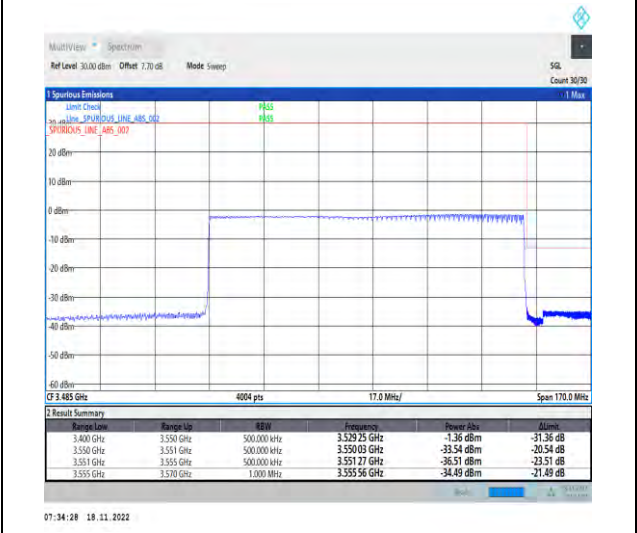 MultiView Spectrum
Ref Level 30.00 dBm Offset 7.70 dB Mode Sweep SGL
Count 30/30
1 Spurious Emissions 1 Max
Limit Check PASS
Line _SPURIOUS_LINE_ABS_002 PASS
_SPURIOUS_LINE_ABS_002
20 dBm
10 dBm
0 dBm
-10 dBm
-20 dBm
-30 dBm
-40 dBm
-50 dBm
-60 dBm
CF 3.485 GHz 4004 pts 17.0 MHz/ Span 170.0 MHz
2 Result Summary
Range Low Range Up RBW Frequency Power Abs ΔLimit
3.400 GHz 3.550 GHz 500.000 kHz 3.529 25 GHz -1.36 dBm -31.36 dB
3.550 GHz 3.551 GHz 500.000 kHz 3.550 03 GHz -33.54 dBm -20.54 dB
3.551 GHz 3.555 GHz 500.000 kHz 3.551 27 GHz -36.51 dBm -23.51 dB
3.555 GHz 3.570 GHz 1.000 MHz 3.555 56 GHz -34.49 dBm -21.49 dB
07:34:28 18.11.2022